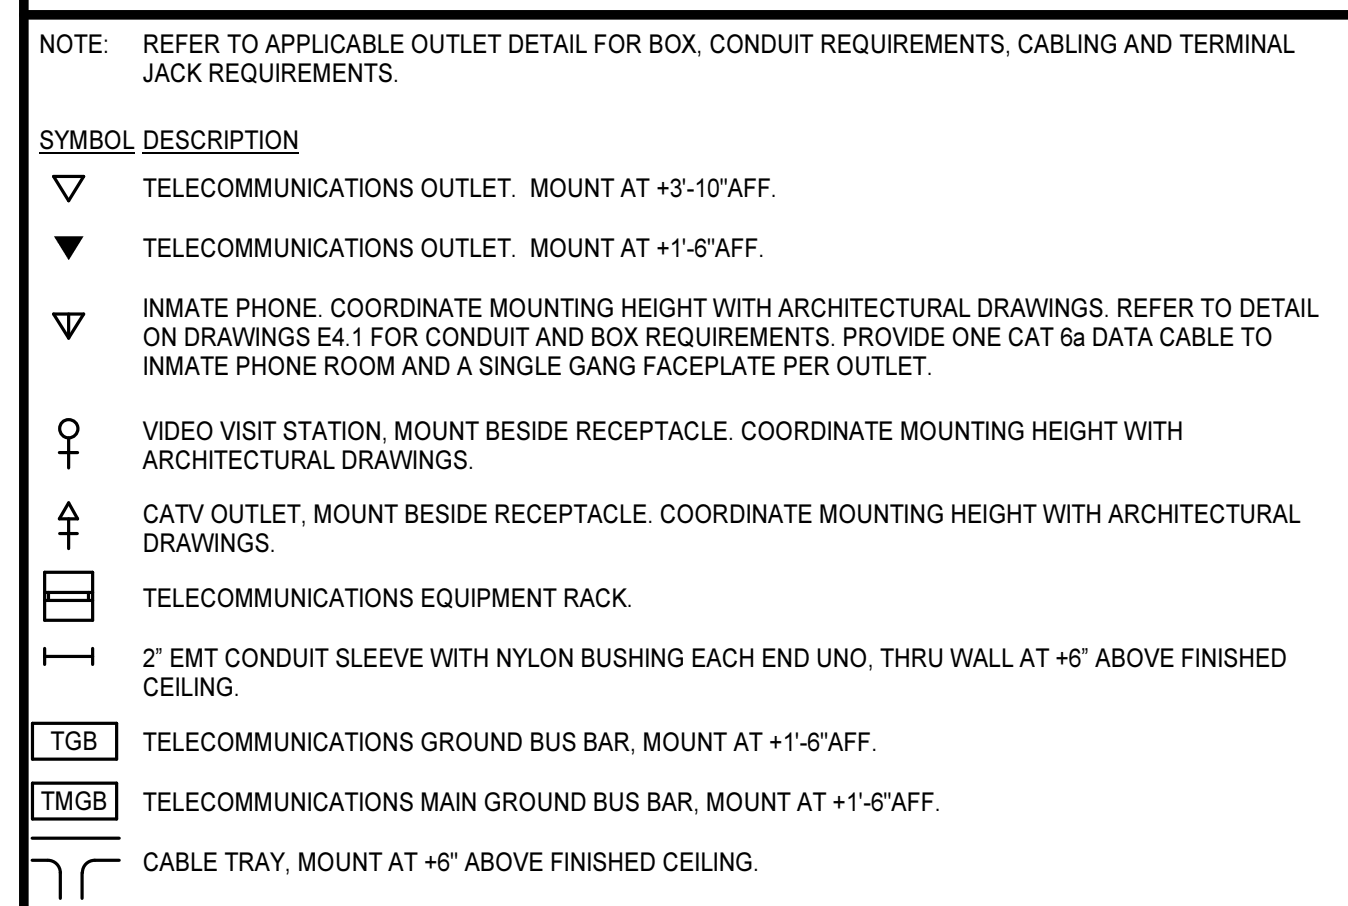 NOTE: REFER TO APPLICABLE OUTLET DETAIL FOR BOX, CONDUIT REQUIREMENTS, CABLING AND TERMINAL
JACK REQUIREMENTS.
SYMBOL DESCRIPTION
TELECOMMUNICATIONS OUTLET. MOUNT AT +3'-10"AFF.
TELECOMMUNICATIONS OUTLET. MOUNT AT +1'-6"AFF.
INMATE PHONE. COORDINATE MOUNTING HEIGHT WITH ARCHITECTURAL DRAWINGS. REFER TO DETAIL
ON DRAWINGS E4.1 FOR CONDUIT AND BOX REQUIREMENTS. PROVIDE ONE CAT 6a DATA CABLE TO
INMATE PHONE ROOM AND A SINGLE GANG FACEPLATE PER OUTLET.
VIDEO VISIT STATION, MOUNT BESIDE RECEPTACLE. COORDINATE MOUNTING HEIGHT WITH
ARCHITECTURAL DRAWINGS.
CATV OUTLET, MOUNT BESIDE RECEPTACLE. COORDINATE MOUNTING HEIGHT WITH ARCHITECTURAL
DRAWINGS.
TELECOMMUNICATIONS EQUIPMENT RACK.
2” EMT CONDUIT SLEEVE WITH NYLON BUSHING EACH END UNO, THRU WALL AT +6” ABOVE FINISHED
CEILING.
TGB TELECOMMUNICATIONS GROUND BUS BAR, MOUNT AT +1'-6"AFF.
TMGB TELECOMMUNICATIONS MAIN GROUND BUS BAR, MOUNT AT +1'-6"AFF.
CABLE TRAY, MOUNT AT +6" ABOVE FINISHED CEILING.